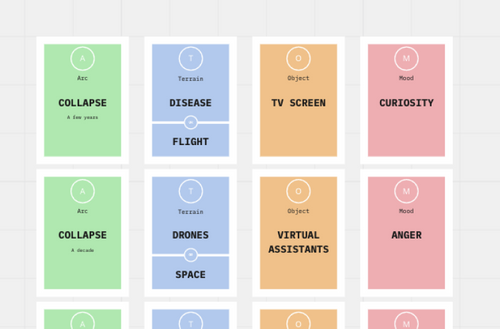 A
T
O
M
Arc
Terrain
Object
Mood
COLLAPSE
DISEASE
TV SCREEN
CURIOSITY
A few years
FLIGHT
A
T
O
M
Arc
Terrain
Object
Mood
COLLAPSE
DRONES
VIRTUAL
ASSISTANTS
ANGER
A decade
SPACE
A
T
O
M